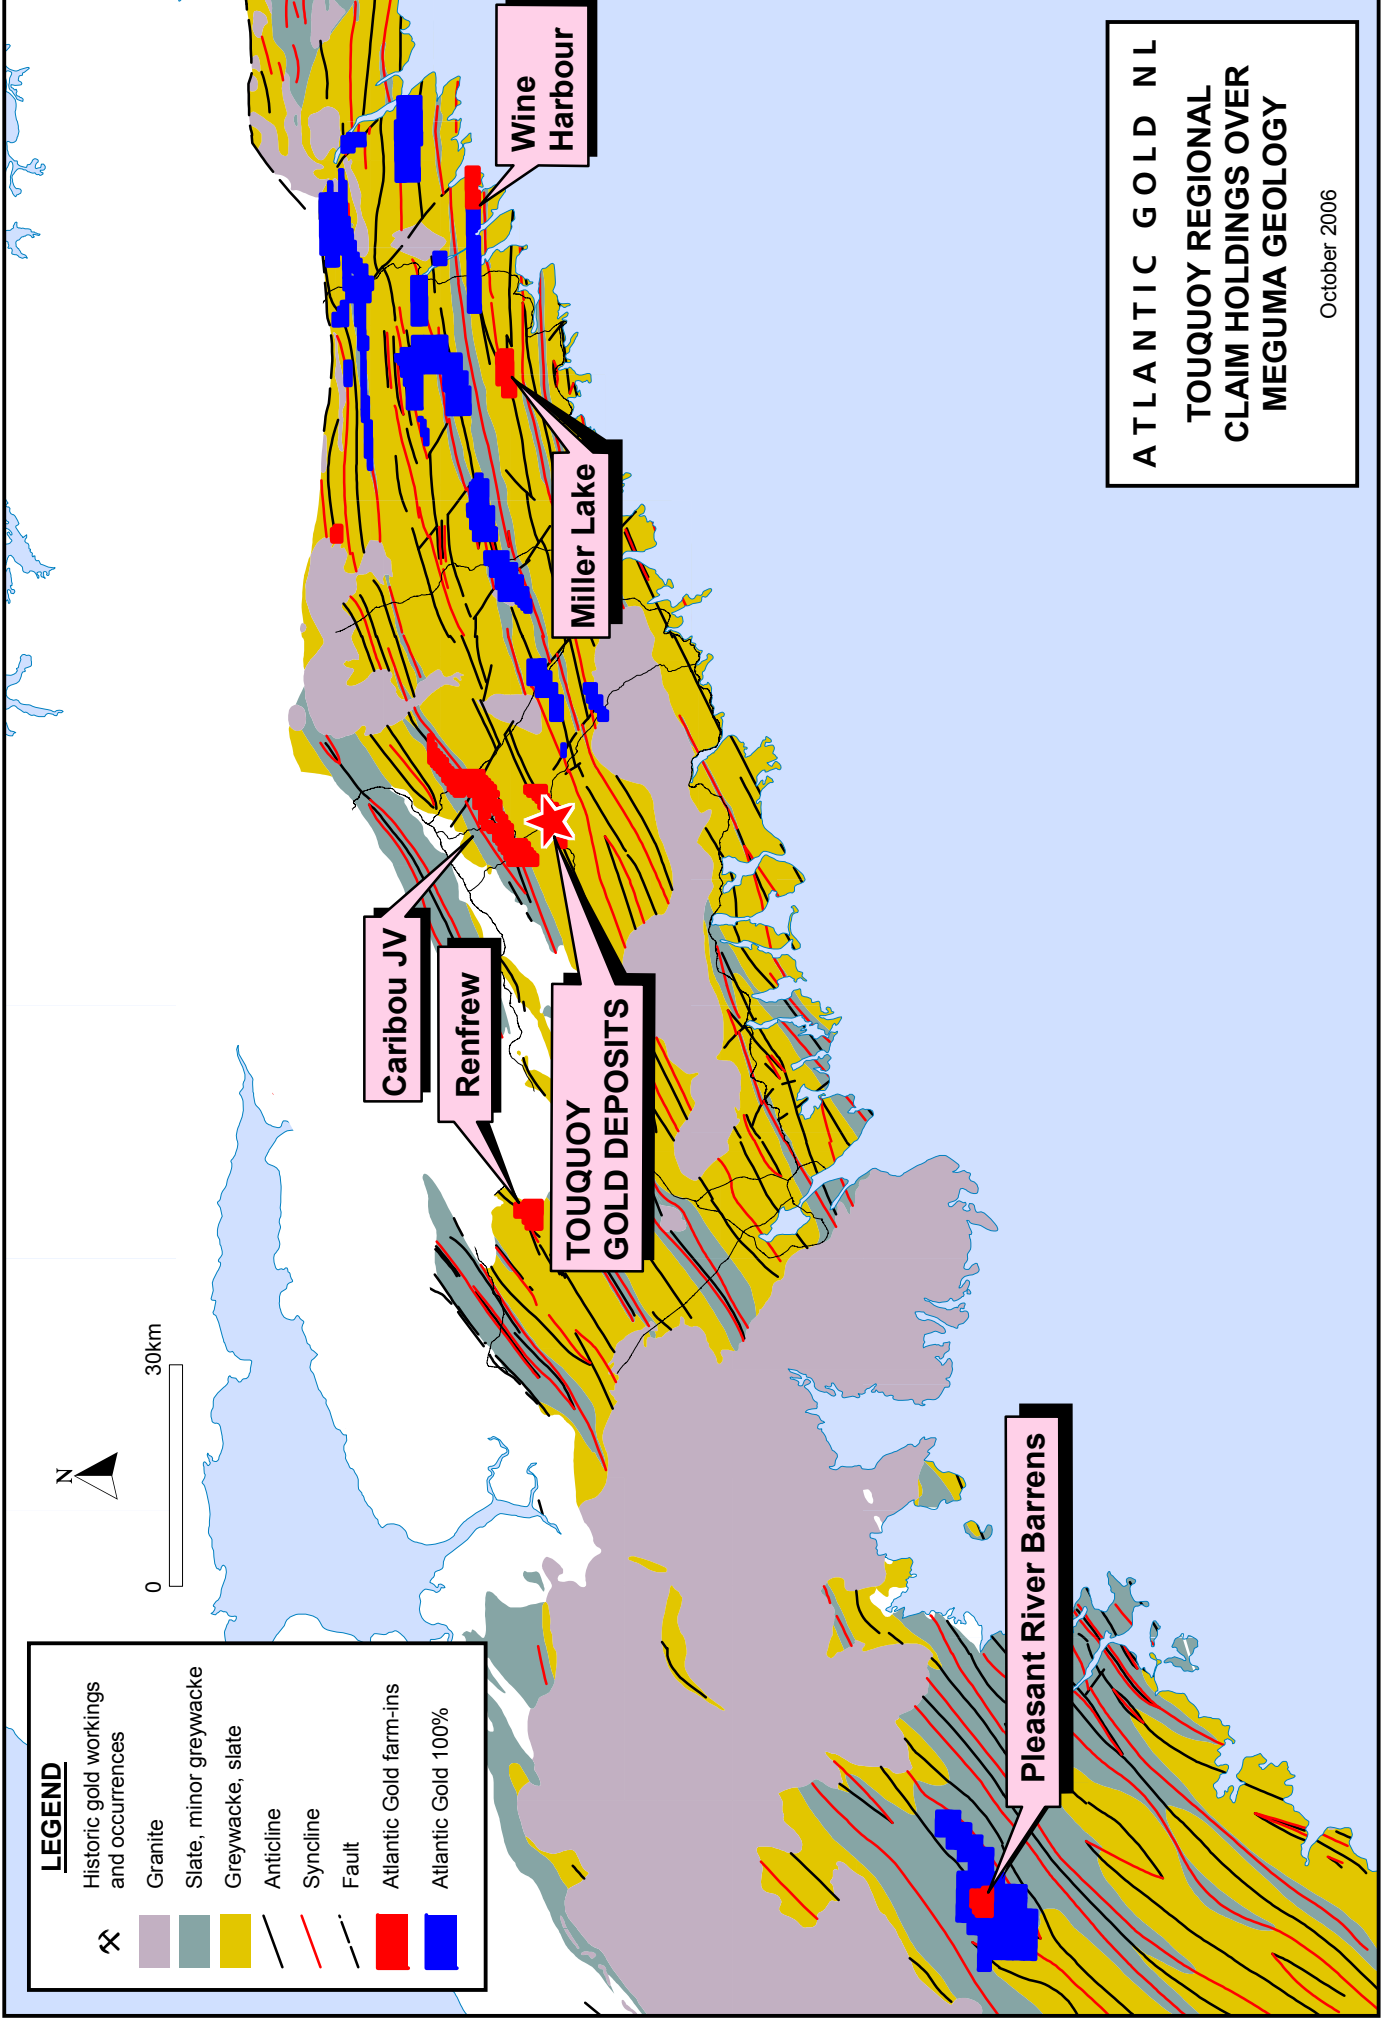 Wine
Harbour
Miller Lake
Caribou JV
Renfrew
TOUQUOY
GOLD DEPOSITS
Pleasant River Barrens
N
0
30km
LEGEND
Historic gold workings
and occurrences
Granite
Slate, minor greywacke
Greywacke, slate
Anticline
Syncline
Fault
Atlantic Gold farm-ins
Atlantic Gold 100%
ATLANTIC GOLD NL
TOUQUOY REGIONAL
CLAIM HOLDINGS OVER
MEGUMA GEOLOGY
October 2006